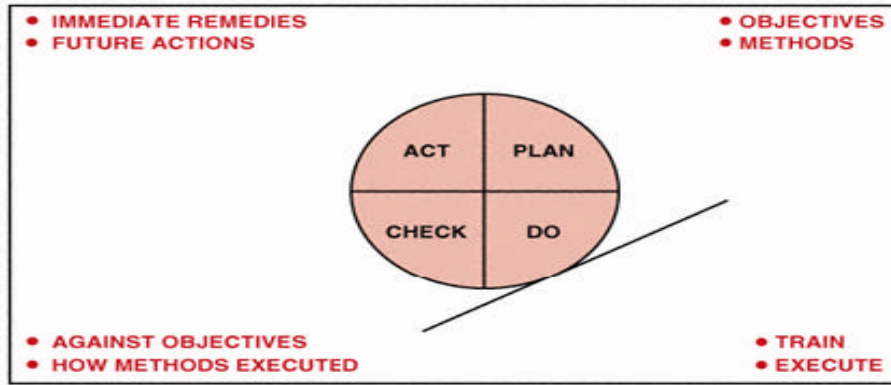 • IMMEDIATE REMEDIES
• FUTURE ACTIONS
• OBJECTIVES
• METHODS
ACT
PLAN
CHECK
DO
• AGAINST OBJECTIVES
• HOW METHODS EXECUTED
• TRAIN
• EXECUTE